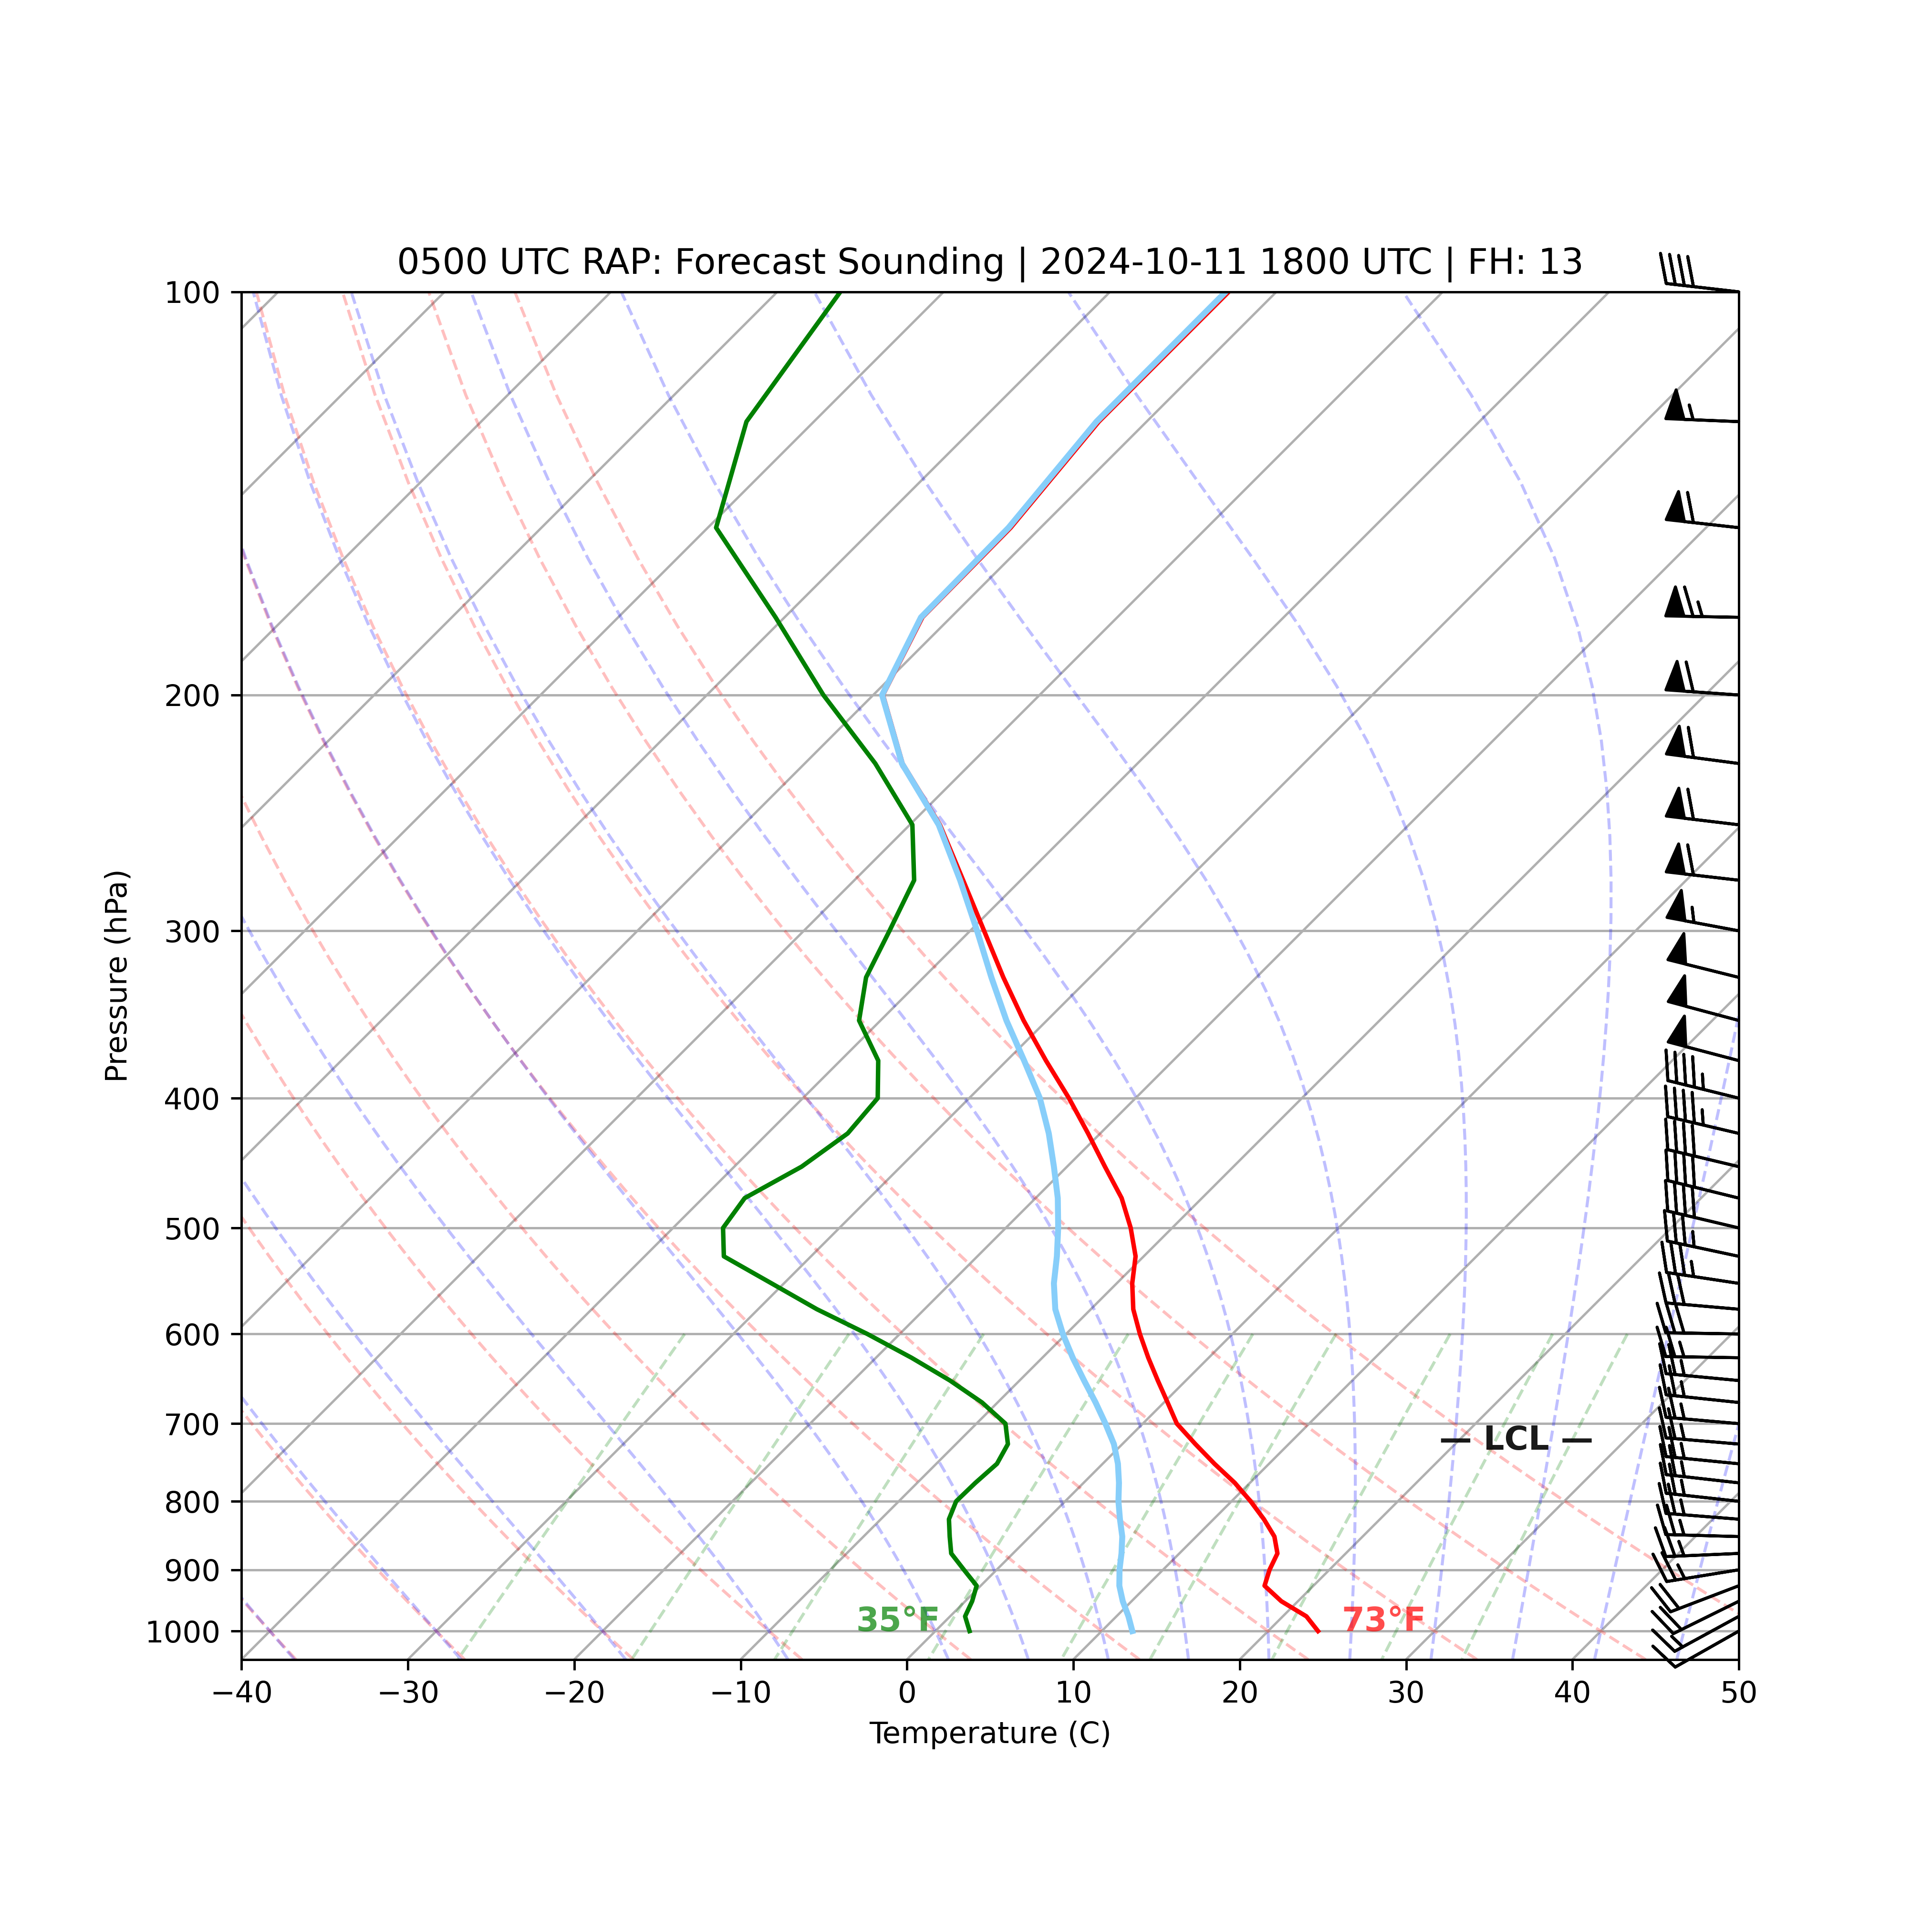 0500 UTC RAP: Forecast Sounding | 2024-10-11 1800 UTC | FH: 13
100
200
300
400
500
600
700
800
900
1000
Pressure (hPa)
— LCL —
35°F
73°F
−40 −30 −20 −10 0 10 20 30 40 50
Temperature (C)